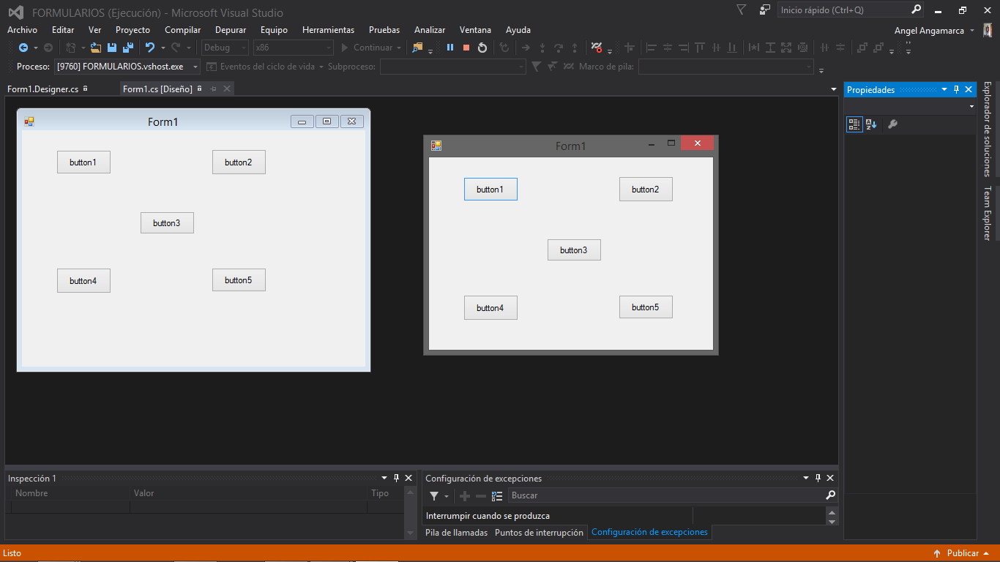 FORMULARIOS (Ejecución) - Microsoft Visual Studio
Inicio rápido (Ctrl+Q)
Archivo Editar Ver Proyecto Compilar Depurar Equipo Herramientas Pruebas Analizar Ventana Ayuda
Angel Angamarca
Debug x86 Continuar
Proceso: [9760] FORMULARIOS.vshost.exe Eventos del ciclo de vida Subproceso: Marco de pila:
Form1.Designer.cs Form1.cs [Diseño]
Form1
button1 button2
button3
button4 button5
Form1
button1 button2
button3
button4 button5
Propiedades
Explorador de soluciones
Team Explorer
Inspección 1
Nombre Valor Tipo
Configuración de excepciones
Buscar
Interrumpir cuando se produzca
Pila de llamadas Puntos de interrupción Configuración de excepciones
Listo
Publicar